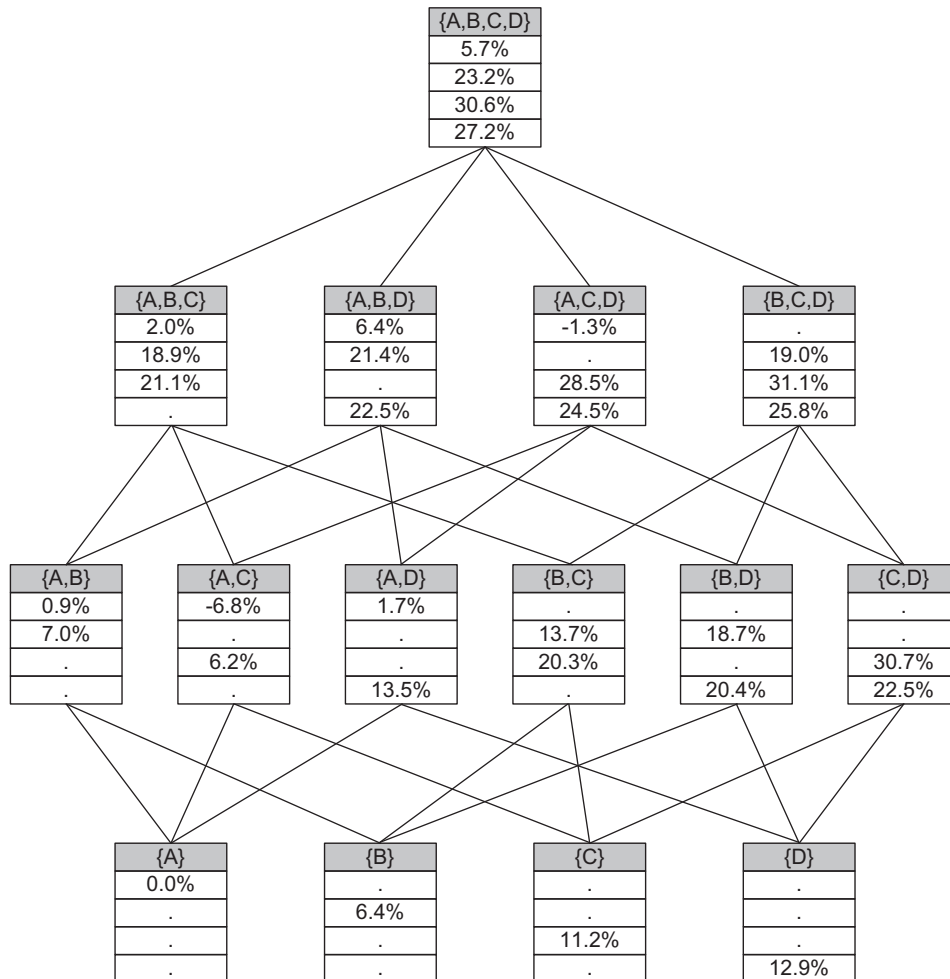 {A,B,C,D}
5.7%
23.2%
30.6%
27.2%
{A,B,C} {A,B,D} {A,C,D} {B,C,D}
2.0% 6.4% -1.3% .
18.9% 21.4% . 19.0%
21.1% . 28.5% 31.1%
. 22.5% 24.5% 25.8%
{A,B} {A,C} {A,D} {B,C} {B,D} {C,D}
0.9% -6.8% 1.7% . . .
7.0% . . 13.7% 18.7% .
. 6.2% . 20.3% . 30.7%
. . 13.5% . 20.4% 22.5%
{A} {B} {C} {D}
0.0% . . .
. 6.4% . .
. . 11.2% .
. . . 12.9%